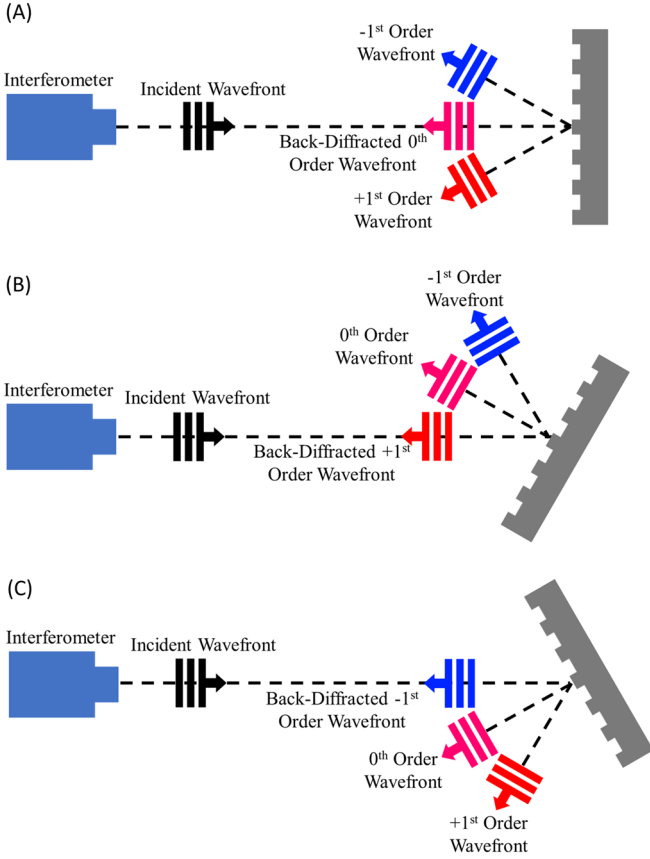 (A)
-1st Order
Wavefront
Interferometer
Incident Wavefront
Back-Diffracted 0th
Order Wavefront
+1st Order
Wavefront
(B)
-1st Order
Wavefront
0th Order
Wavefront
Interferometer
Incident Wavefront
Back-Diffracted +1st
Order Wavefront
(C)
Interferometer
Incident Wavefront
Back-Diffracted -1st
Order Wavefront
0th Order
Wavefront
+1st Order
Wavefront